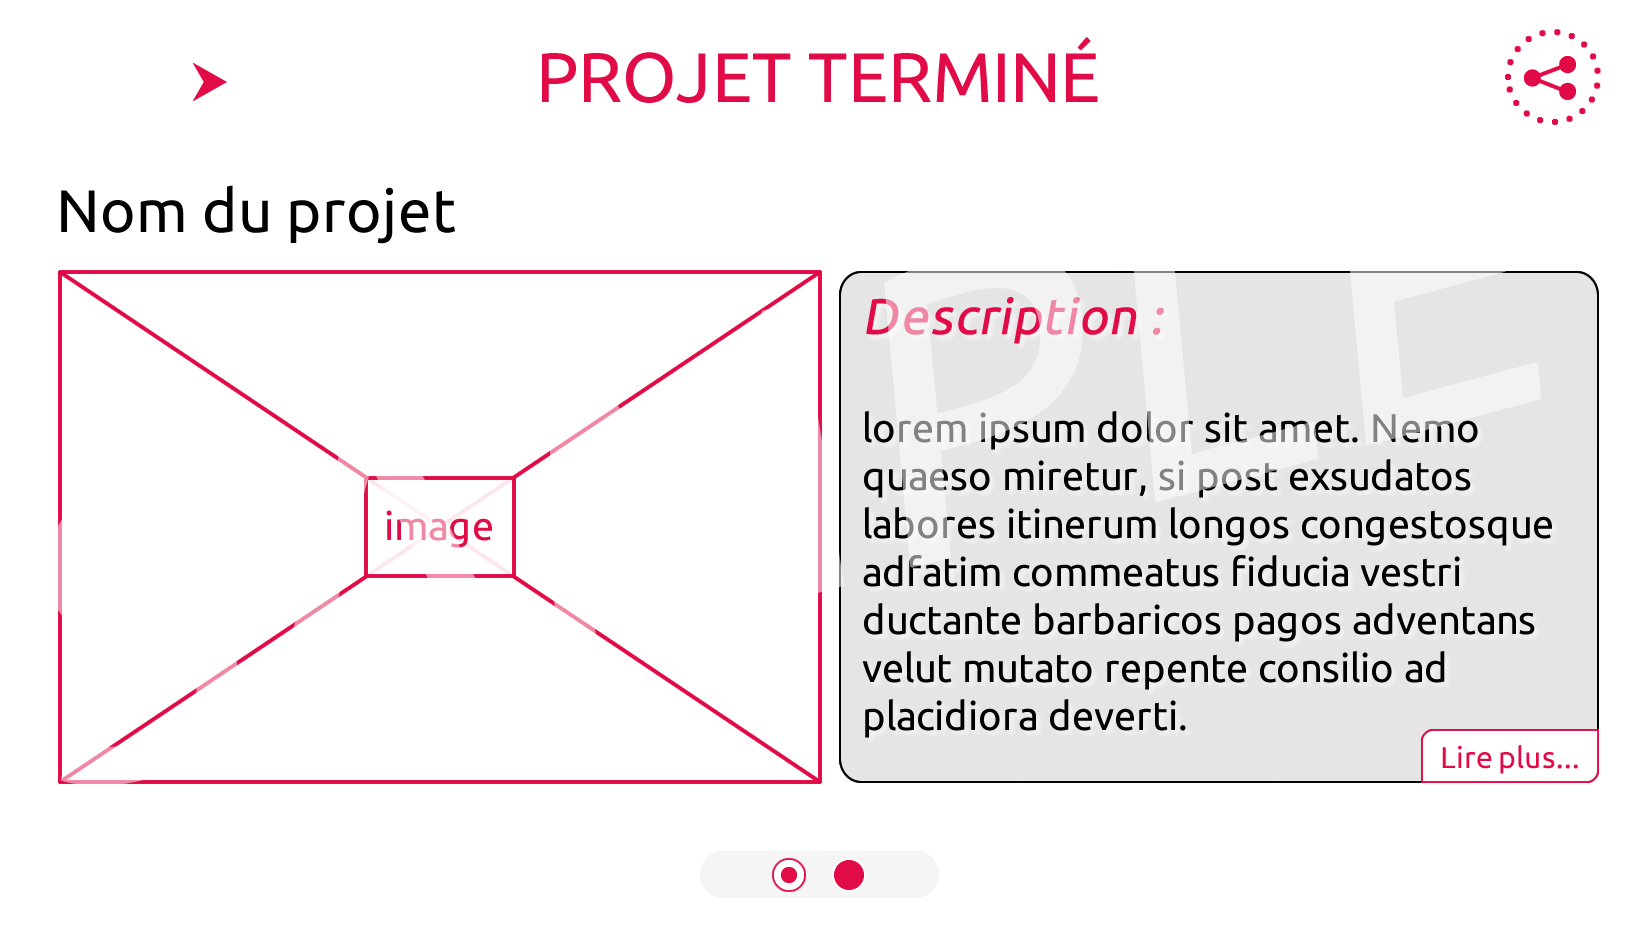 PROJET TERMINÉ
Nom du projet
image
Description :
lorem ipsum dolor sit amet. Nemo
quaeso miretur, si post exsudatos
labores itinerum longos congestosque
adfatim commeatus fiducia vestri
ductante barbaricos pagos adventans
velut mutato repente consilio ad
placidiora deverti.
Lire plus...
PLE